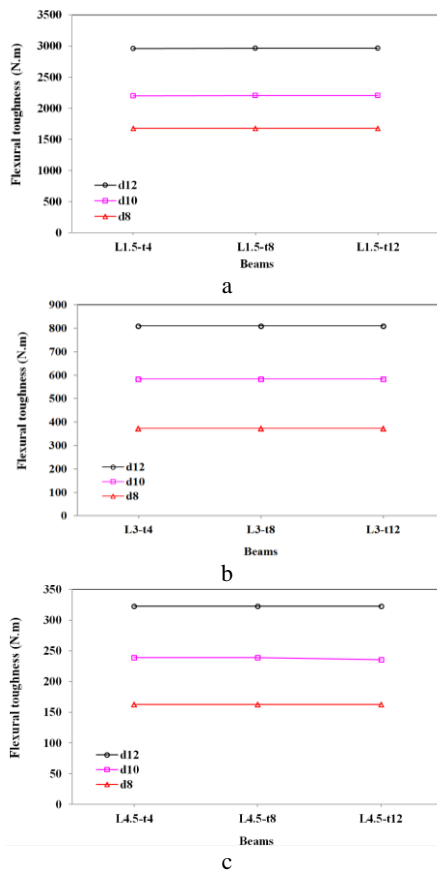 Flexural toughness (N.m)
3500
3000
2500
2000
1500
1000
500
0
d12
d10
d8
L1.5-t4
L1.5-t8
L1.5-t12
Beams
a
Flexural toughness (N.m)
900
800
700
600
500
400
300
200
100
0
d12
d10
d8
L3-t4
L3-t8
L3-t12
Beams
b
Flexural toughness (N.m)
350
300
250
200
150
100
50
0
d12
d10
d8
L4.5-t4
L4.5-t8
L4.5-t12
Beams
c